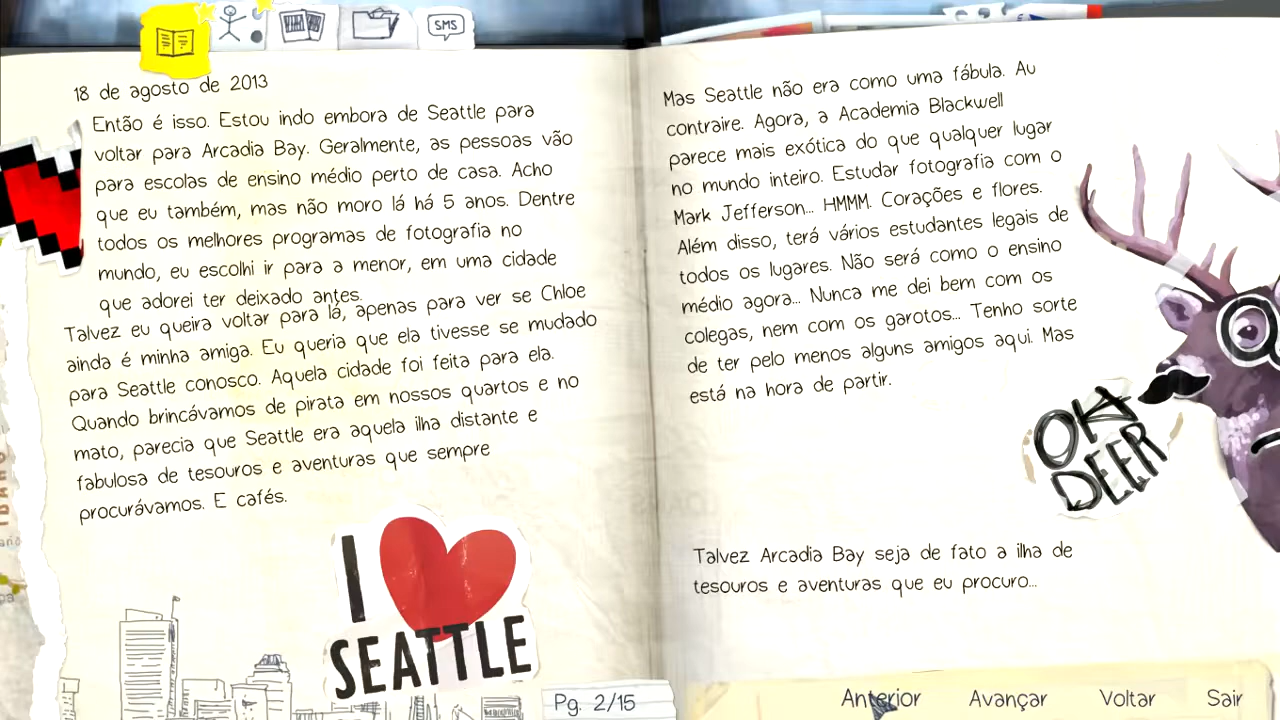 SMS
18 de agosto de 2013
Então é isso. Estou indo embora de Seattle para
voltar para Arcadia Bay. Geralmente, as pessoas vão
para escolas de ensino médio perto de casa. Acho
que eu também, mas não moro lá há 5 anos. Dentre
todos os melhores programas de fotografia no
mundo, eu escolhi ir para a menor, em uma cidade
que adorei ter deixado antes.
Talvez eu queira voltar para lá, apenas para ver se Chloe
ainda é minha amiga. Eu queria que ela tivesse se mudado
para Seattle conosco. Aquela cidade foi feita para ela.
Quando brincávamos de pirata em nossos quartos e no
mato, parecia que Seattle era aquela ilha distante e
fabulosa de tesouros e aventuras que sempre
procurávamos. E cafés.
I
SEATTLE
Pg. 2/15
Mas Seattle não era como uma fábula. Au
contraire. Agora, a Academia Blackwell
parece mais exótica do que qualquer lugar
no mundo inteiro. Estudar fotografia com o
Mark Jefferson... HMMM. Corações e flores.
Além disso, terá vários estudantes legais de
todos os lugares. Não será como o ensino
médio agora... Nunca me dei bem com os
colegas, nem com os garotos... Tenho sorte
de ter pelo menos alguns amigos aqui. Mas
está na hora de partir.
OH
DEER
Talvez Arcadia Bay seja de fato a ilha de
tesouros e aventuras que eu procuro...
Anterior Avançar Voltar Sair